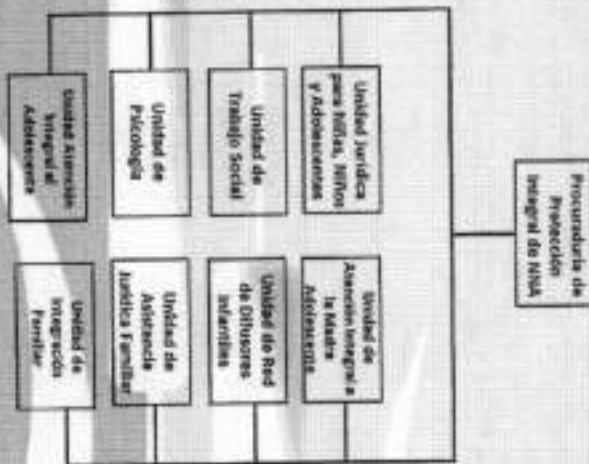 Procuraduría de
Protección
Integral de NNA
Unidad Jurídica
para Niñas, Niños
y Adolescentes
Unidad de
Atención Integral a
la Madre
Adolescente
Unidad de
Trabajo Social
Unidad de Red
de Difusores
Infantiles
Unidad de
Psicología
Unidad de
Asistencia
Jurídica Familiar
Unidad Atención
Integral al
Adolescente
Unidad de
Integración
Familiar